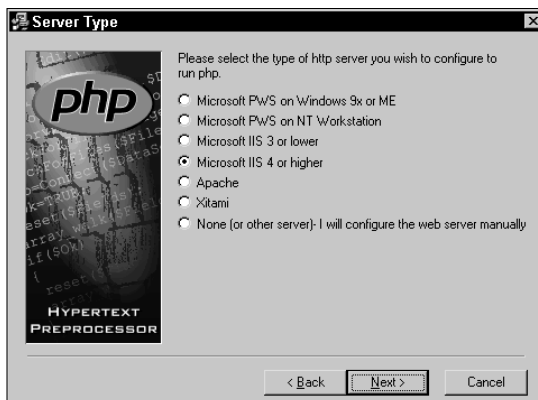 Server Type
Please select the type of http server you wish to configure to
run php.
Microsoft PWS on Windows 9x or ME
Microsoft PWS on NT Workstation
Microsoft IIS 3 or lower
Microsoft IIS 4 or higher
Apache
Xitami
None (or other server)- I will configure the web server manually
php
HYPERTEXT
PREPROCESSOR
< Back
Next >
Cancel